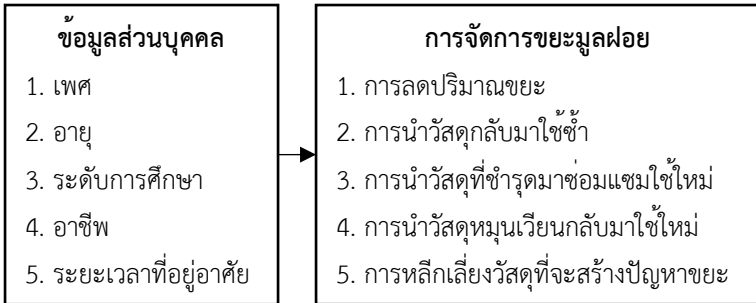 ข้อมูลส่วนบุคคล
1. เพศ
2. อายุ
3. ระดับการศึกษา
4. อาชีพ
5. ระยะเวลาที่อยู่อาศัย
การจัดการขยะมูลฝอย
1. การลดปริมาณขยะ
2. การนำวัสดุกลับมาใช้ซ้ำ
3. การนำวัสดุที่ชำรุดมาซ่อมแซมใช้ใหม่
4. การนำวัสดุหมุนเวียนกลับมาใช้ใหม่
5. การหลีกเลี่ยงวัสดุที่จะสร้างปัญหาขยะ